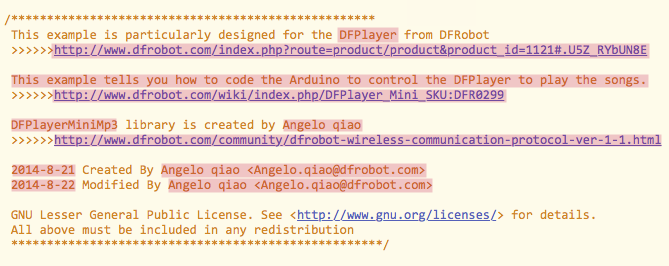 /***************************************************
This example is particularly designed for the DFPlayer from DFRobot
>>>>>>http://www.dfrobot.com/index.php?route=product/product&product_id=1121#.U5Z_RYbUN8E
This example tells you how to code the Arduino to control the DFPlayer to play the songs.
>>>>>>http://www.dfrobot.com/wiki/index.php/DFPlayer_Mini_SKU:DFR0299
DFPlayerMiniMp3 library is created by Angelo qiao
>>>>>>http://www.dfrobot.com/community/dfrobot-wireless-communication-protocol-ver-1-1.html
2014-8-21 Created By Angelo qiao <Angelo.qiao@dfrobot.com>
2014-8-22 Modified By Angelo qiao <Angelo.qiao@dfrobot.com>
GNU Lesser General Public License. See <http://www.gnu.org/licenses/> for details.
All above must be included in any redistribution
****************************************************/